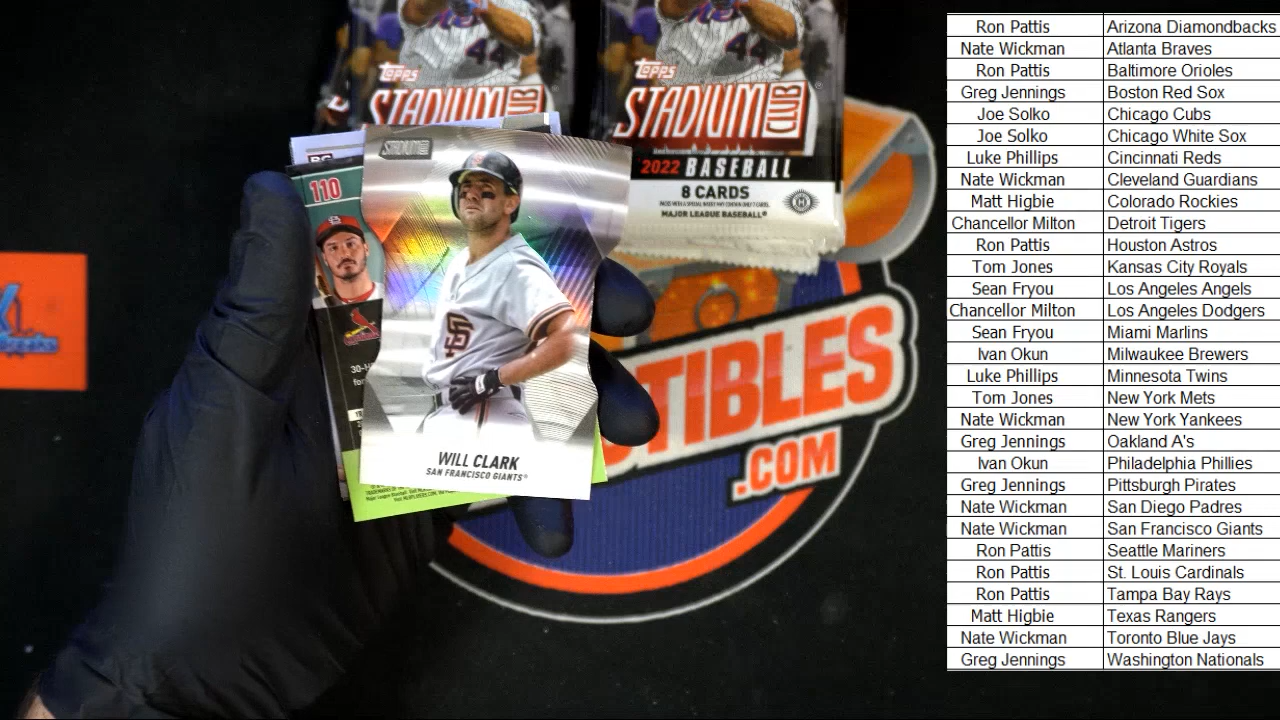 Topps
STADIUM
CLUB
Topps
STADIUM
CLUB
2022 BASEBALL
8 CARDS
MAJOR LEAGUE BASEBALL®
BG
110
30-H
STADIUM
SF
WILL CLARK
SAN FRANCISCO GIANTS®
TIBLES
.COM
Ron Pattis Arizona Diamondbacks
Nate Wickman Atlanta Braves
Ron Pattis Baltimore Orioles
Greg Jennings Boston Red Sox
Joe Solko Chicago Cubs
Joe Solko Chicago White Sox
Luke Phillips Cincinnati Reds
Nate Wickman Cleveland Guardians
Matt Higbie Colorado Rockies
Chancellor Milton Detroit Tigers
Ron Pattis Houston Astros
Tom Jones Kansas City Royals
Sean Fryou Los Angeles Angels
Chancellor Milton Los Angeles Dodgers
Sean Fryou Miami Marlins
Ivan Okun Milwaukee Brewers
Luke Phillips Minnesota Twins
Tom Jones New York Mets
Nate Wickman New York Yankees
Greg Jennings Oakland A's
Ivan Okun Philadelphia Phillies
Greg Jennings Pittsburgh Pirates
Nate Wickman San Diego Padres
Nate Wickman San Francisco Giants
Ron Pattis Seattle Mariners
Ron Pattis St. Louis Cardinals
Ron Pattis Tampa Bay Rays
Matt Higbie Texas Rangers
Nate Wickman Toronto Blue Jays
Greg Jennings Washington Nationals